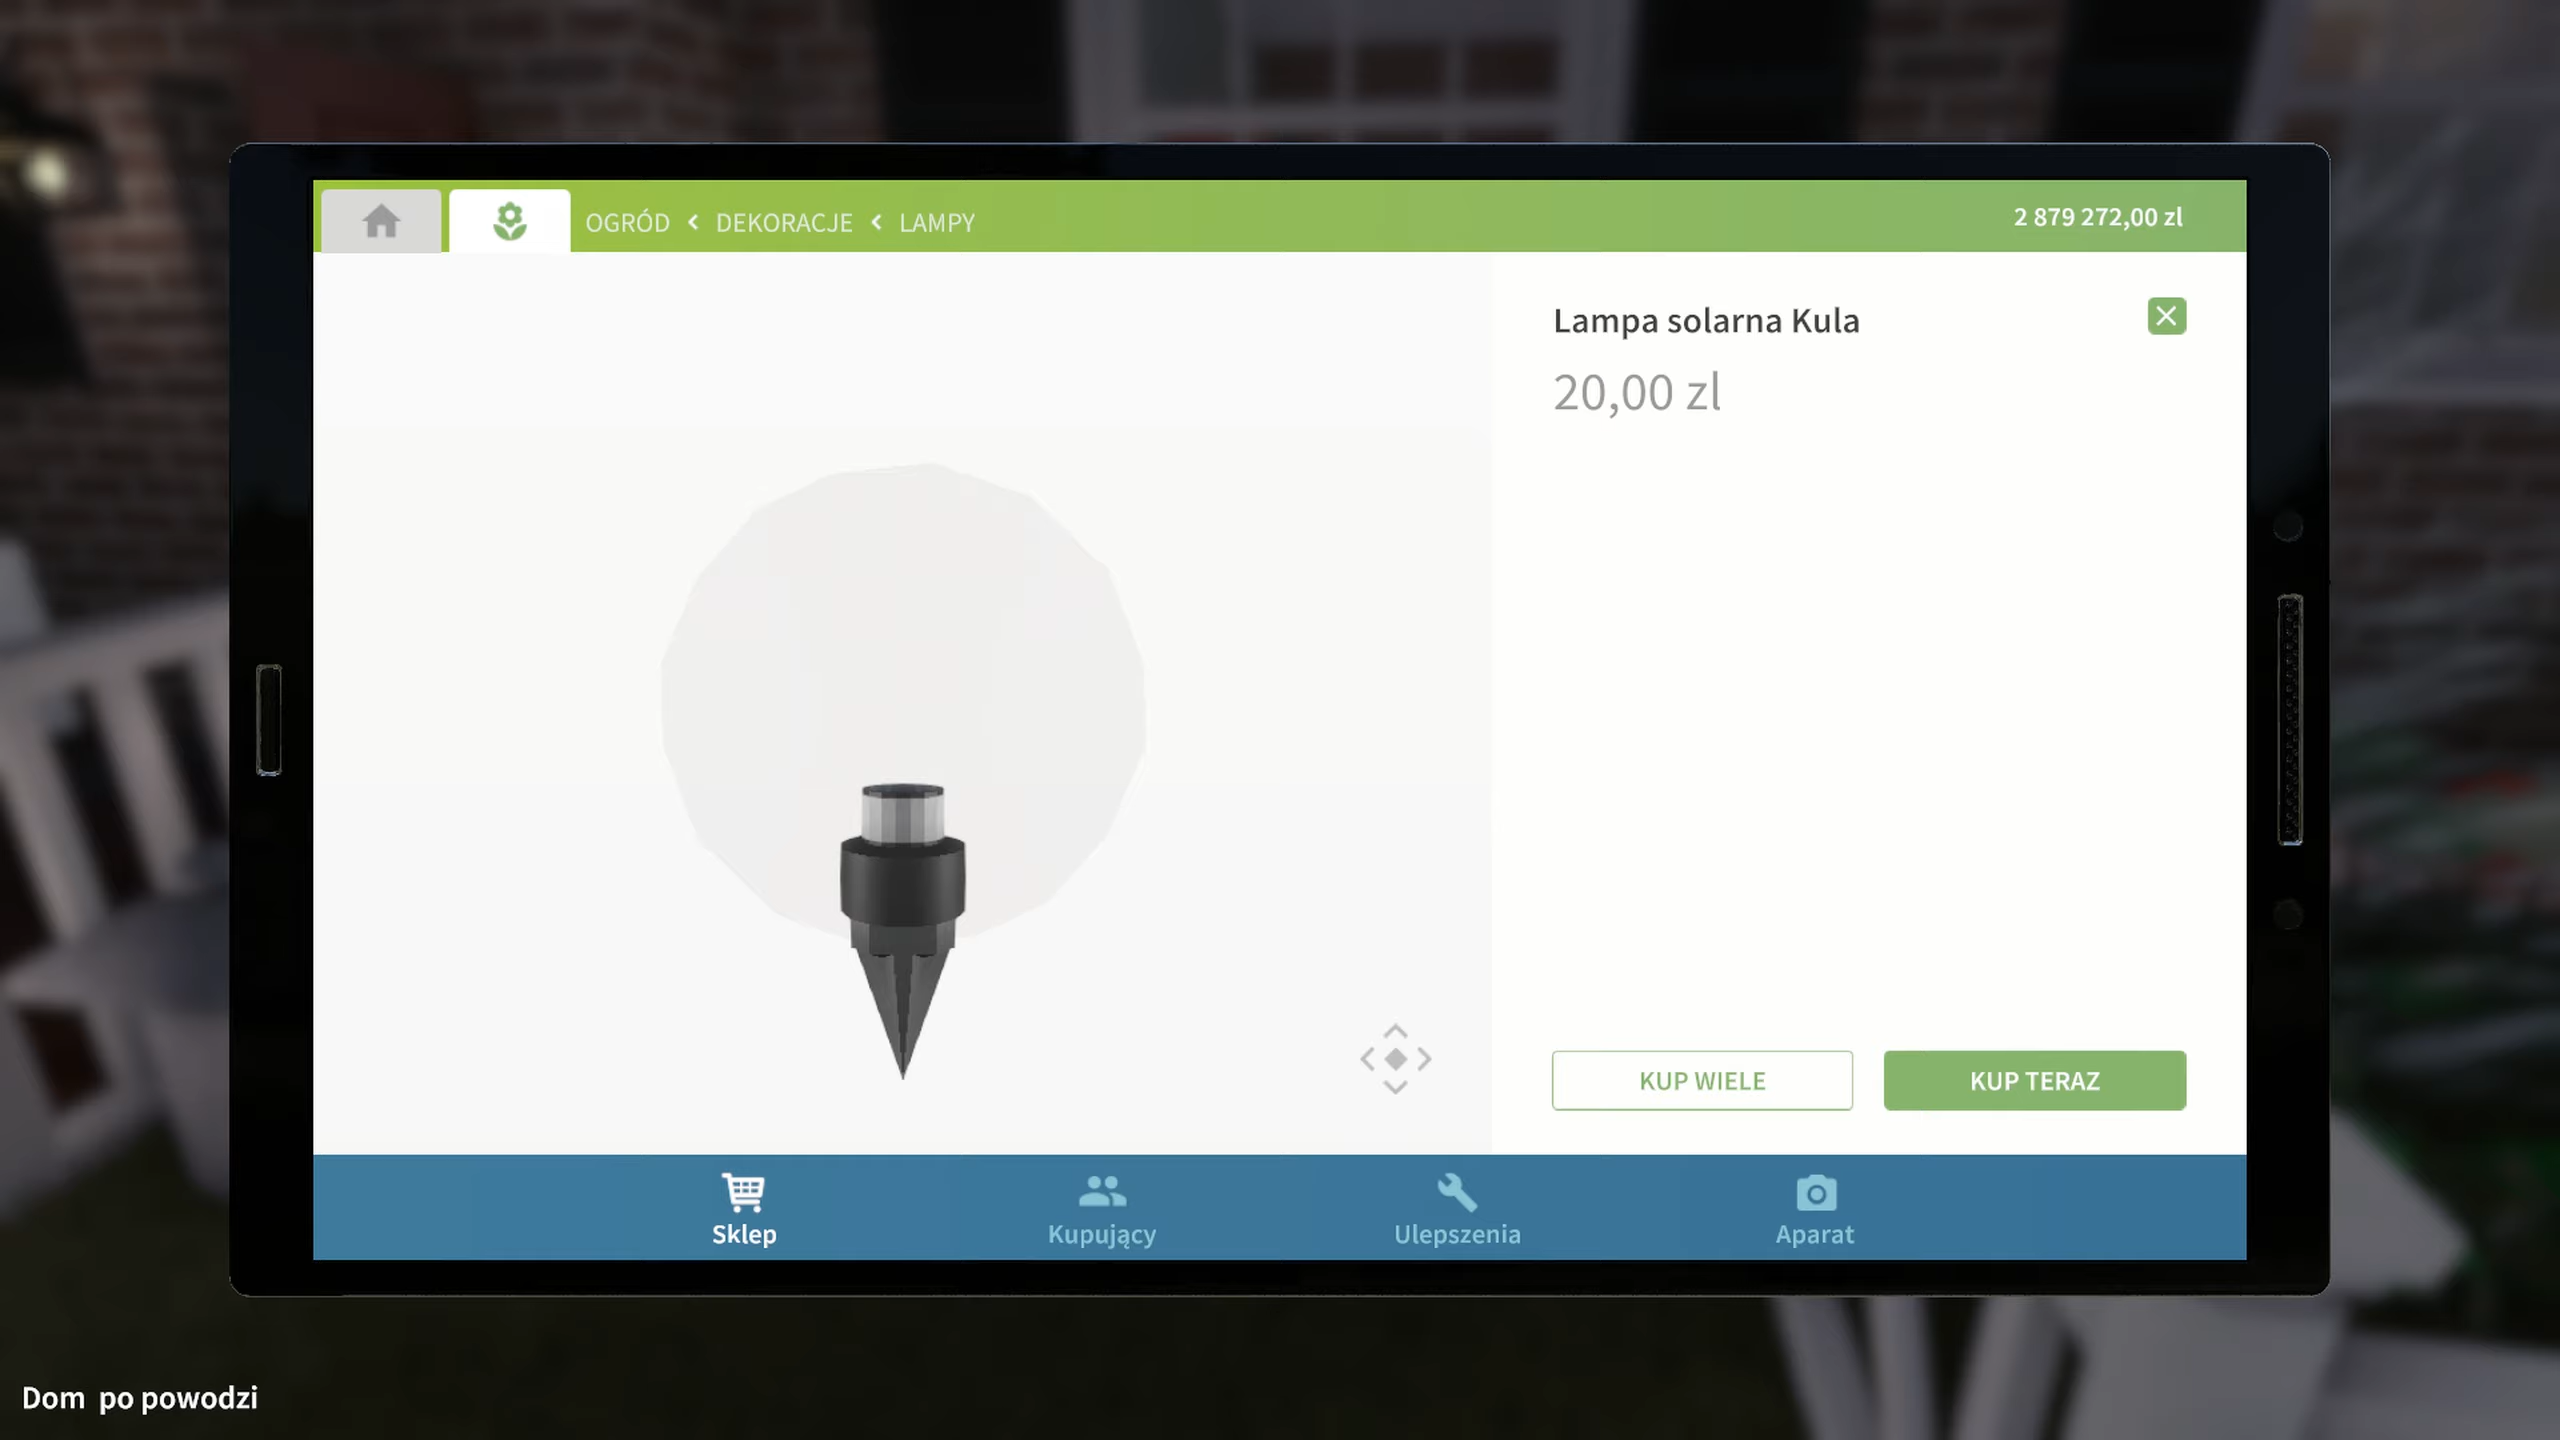 OGRÓD < DEKORACJE < LAMPY
2 879 272,00 zl
Lampa solarna Kula
20,00 zl
KUP WIELE
KUP TERAZ
Sklep
Kupujący
Ulepszenia
Aparat
Dom po powodzi